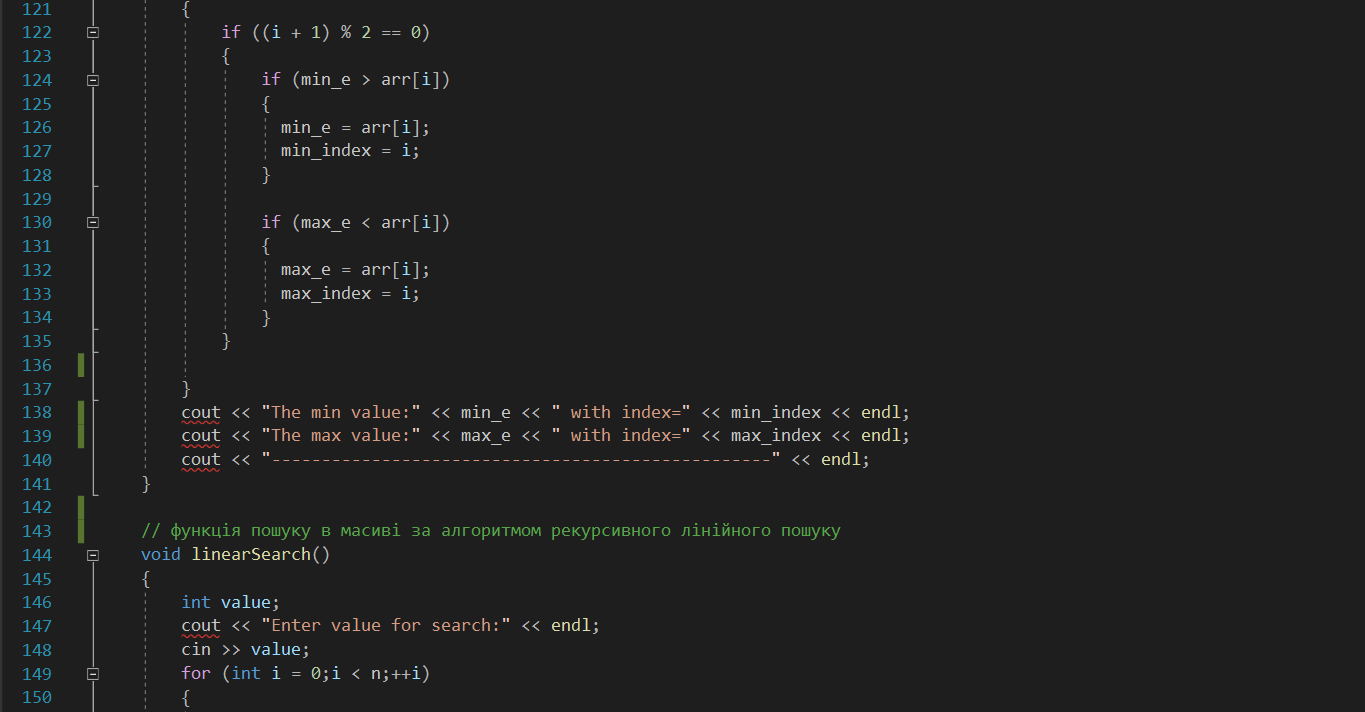 121 {
122 if ((i + 1) % 2 == 0)
123 {
124 if (min_e > arr[i])
125 {
126 min_e = arr[i];
127 min_index = i;
128 }
129
130 if (max_e < arr[i])
131 {
132 max_e = arr[i];
133 max_index = i;
134 }
135 }
136
137 }
138 cout << "The min value:" << min_e << " with index=" << min_index << endl;
139 cout << "The max value:" << max_e << " with index=" << max_index << endl;
140 cout << "--------------------------------------------------" << endl;
141 }
142
143 // функція пошуку в масиві за алгоритмом рекурсивного лінійного пошуку
144 void linearSearch()
145 {
146 int value;
147 cout << "Enter value for search:" << endl;
148 cin >> value;
149 for (int i = 0;i < n;++i)
150 {